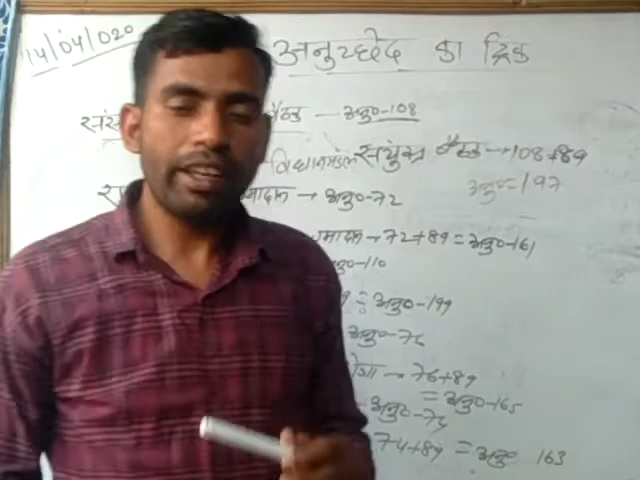 14/04/020
अनुच्छेद का ट्रिक
बैठक — अनु०-108
विधानमंडल संयुक्त बैठक → 108+89
अनु०=197
→ अनु०-72
→ 72+89 = अनु०-161
अनु०-110
= अनु०-199
अनु०-76
→ 76+89
= अनु०-165
अनु०-74
74+89 = अनु० 163